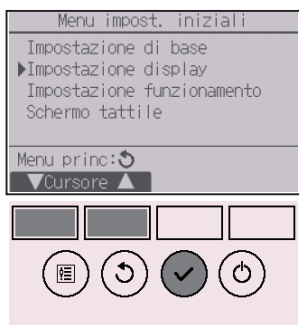 Menu impost. iniziali
Impostazione di base
▶Impostazione display
Impostazione funzionamento
Schermo tattile
Menu princ:↺
▼Cursore ▲